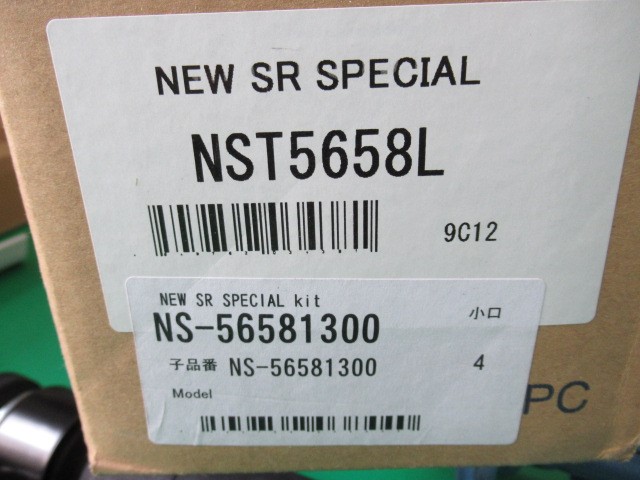 NEW SR SPECIAL
NST5658L
9C12
NEW SR SPECIAL kit
NS-56581300
小口
子品番 NS-56581300
4
Model
PC